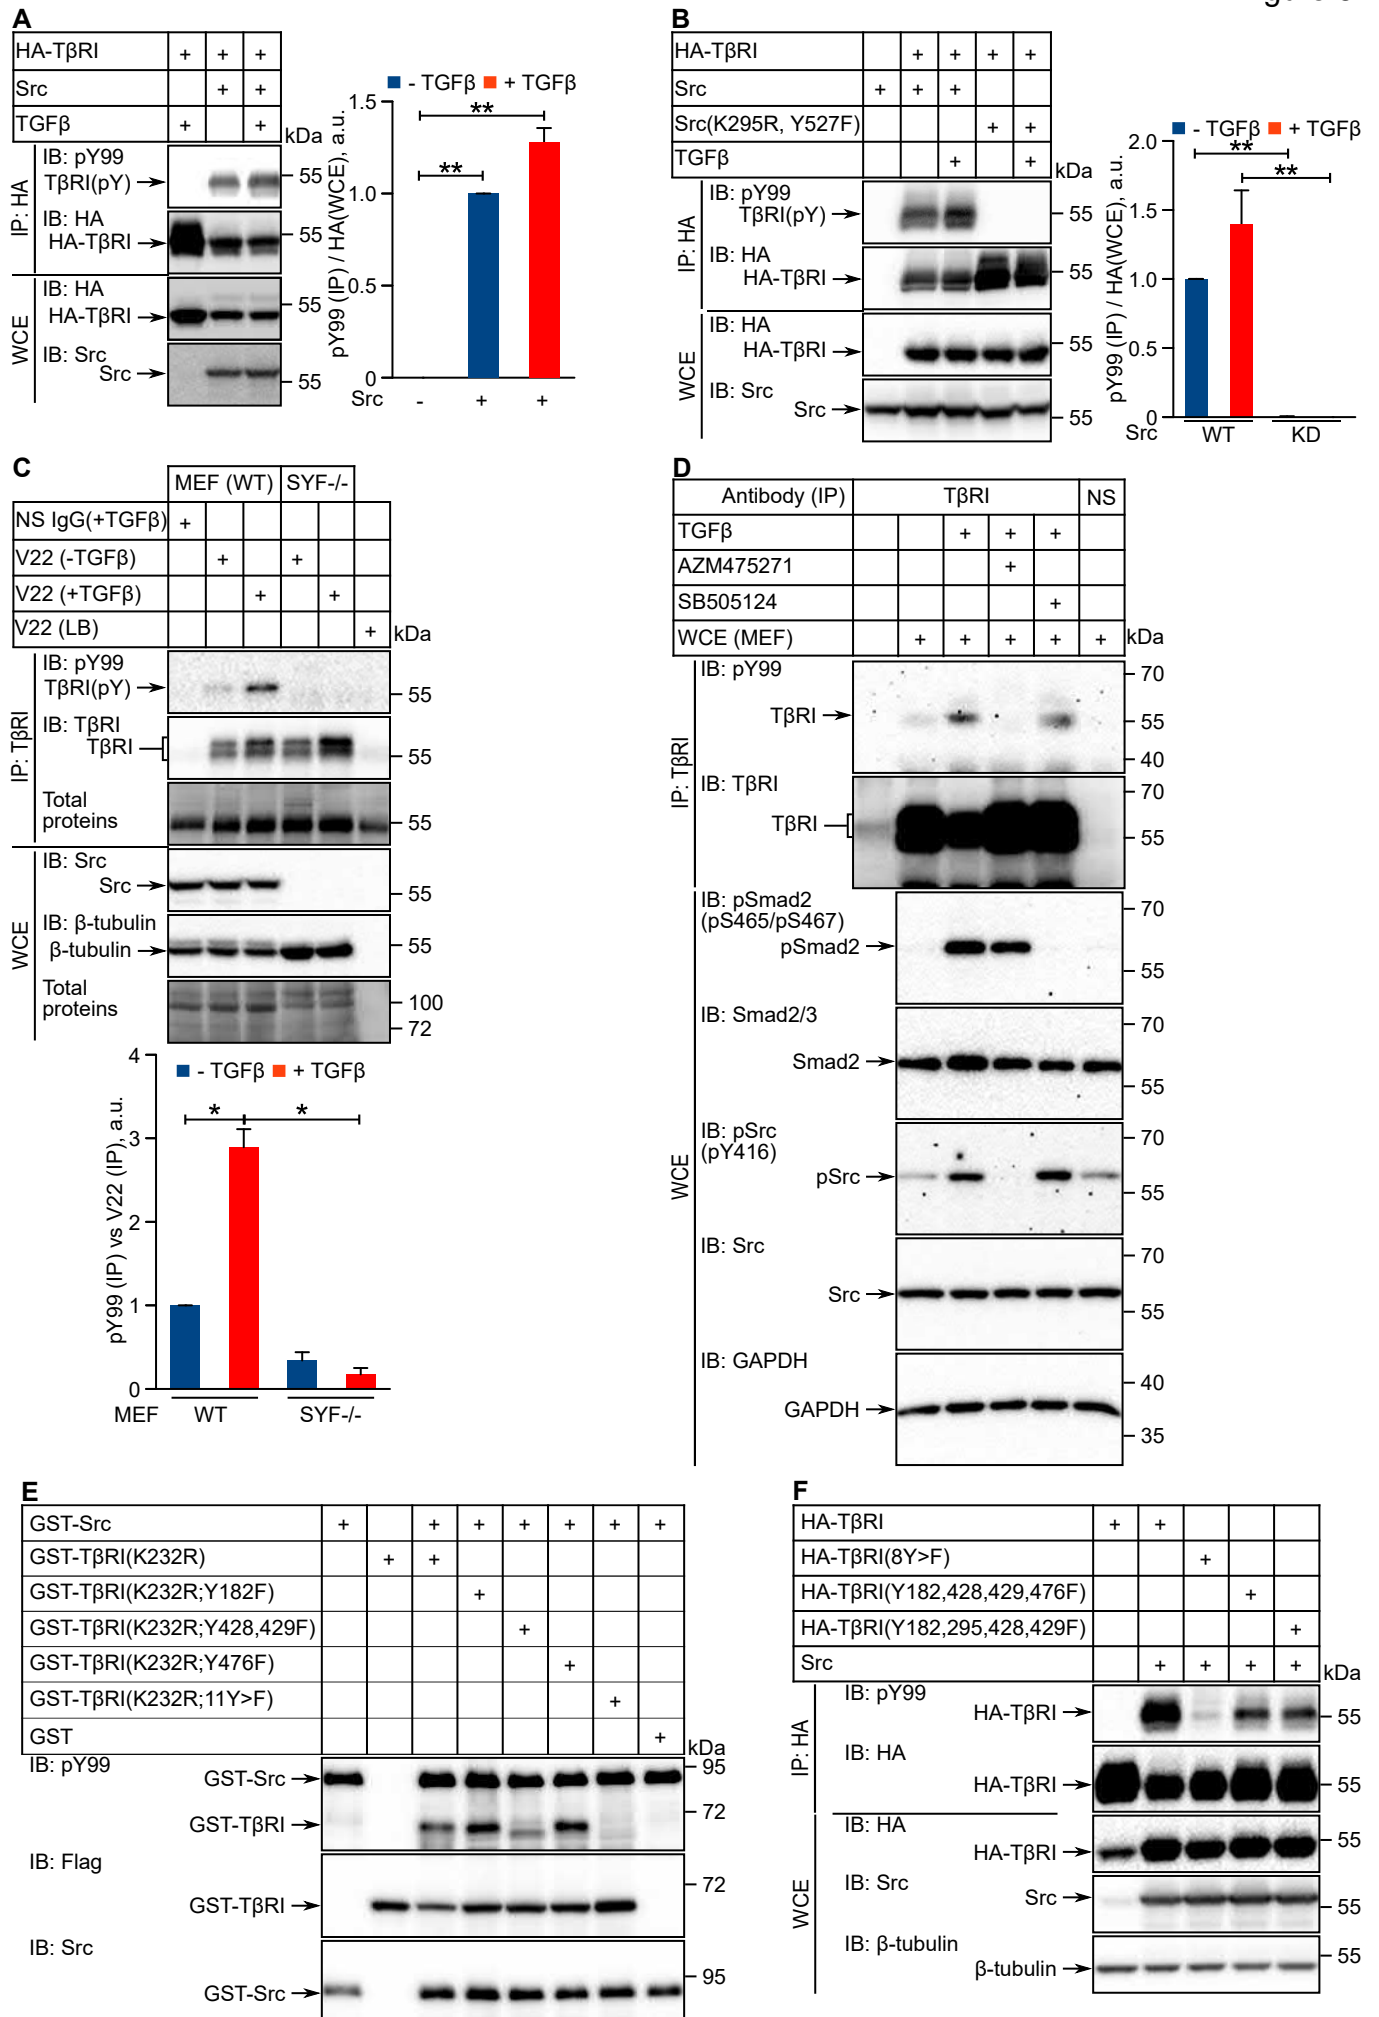 A
HA-TβRI + + +
Src + +
TGFβ + +
kDa
IP: HA
IB: pY99
TβRI(pY)
55
IB: HA
HA-TβRI
55
WCE
IB: HA
HA-TβRI
55
IB: Src
Src
55
- TGFβ + TGFβ
pY99 (IP) / HA(WCE), a.u.
1.5
1.0
0.5
0
**
**
Src - + +
B
HA-TβRI + + + +
Src + + +
Src(K295R, Y527F) + +
TGFβ + +
kDa
IP: HA
IB: pY99
TβRI(pY)
55
IB: HA
HA-TβRI
55
WCE
IB: HA
HA-TβRI
55
IB: Src
Src
55
- TGFβ + TGFβ
pY99 (IP) / HA(WCE), a.u.
2.0
1.5
1.0
0.5
0
**
**
Src WT KD
C
MEF (WT) SYF-/-
NS IgG(+TGFβ) +
V22 (-TGFβ) + +
V22 (+TGFβ) + +
V22 (LB) +
kDa
IP: TβRI
IB: pY99
TβRI(pY)
55
IB: TβRI
TβRI
55
Total
proteins
55
WCE
IB: Src
Src
55
IB: β-tubulin
β-tubulin
55
Total
proteins
100
72
- TGFβ + TGFβ
pY99 (IP) vs V22 (IP), a.u.
4
3
2
1
0
* *
MEF WT SYF-/-
D
Antibody (IP) TβRI NS
TGFβ + + +
AZM475271 +
SB505124 +
WCE (MEF) + + + + +
kDa
IP: TβRI
IB: pY99
TβRI
70
55
40
IB: TβRI
TβRI
70
55
WCE
IB: pSmad2
(pS465/pS467)
pSmad2
70
55
IB: Smad2/3
Smad2
70
55
IB: pSrc
(pY416)
pSrc
70
55
IB: Src
Src
70
55
IB: GAPDH
GAPDH
40
35
E
GST-Src + + + + + + +
GST-TβRI(K232R) + +
GST-TβRI(K232R;Y182F) +
GST-TβRI(K232R;Y428,429F) +
GST-TβRI(K232R;Y476F) +
GST-TβRI(K232R;11Y>F) +
GST +
kDa
IB: pY99
GST-Src
95
72
GST-TβRI
IB: Flag
72
GST-TβRI
IB: Src
95
GST-Src
F
HA-TβRI + +
HA-TβRI(8Y>F) +
HA-TβRI(Y182,428,429,476F) +
HA-TβRI(Y182,295,428,429F) +
Src + + + +
kDa
IP: HA
IB: pY99
HA-TβRI
55
IB: HA
HA-TβRI
55
WCE
IB: HA
HA-TβRI
55
IB: Src
Src
55
IB: β-tubulin
β-tubulin
55